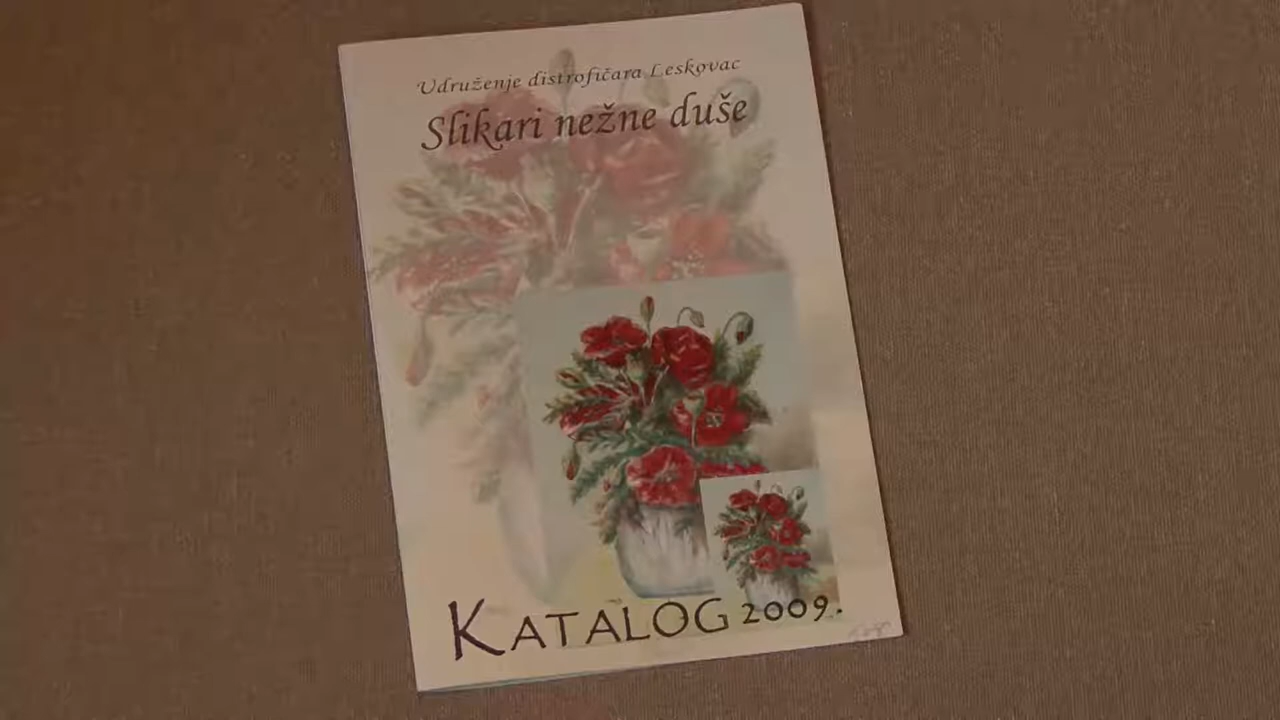 Udruženje distrofičara Leskovac
Slikari nežne duše
KATALOG 2009.